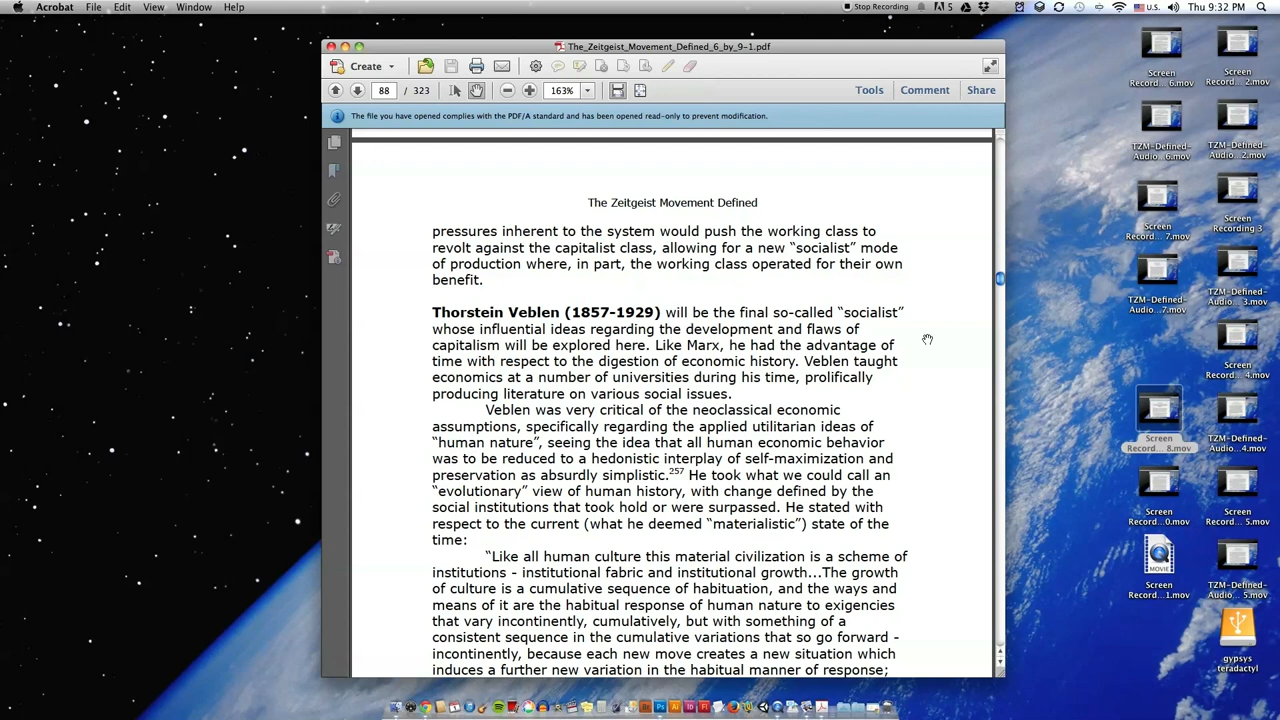 Acrobat File Edit View Window Help
Stop Recording 5 U.S. Thu 9:32 PM
The_Zeitgeist_Movement_Defined_6_by_9-1.pdf
Create
88 / 323 163% Tools Comment Share
The file you have opened complies with the PDF/A standard and has been opened read-only to prevent modification.
The Zeitgeist Movement Defined
pressures inherent to the system would push the working class to
revolt against the capitalist class, allowing for a new “socialist” mode
of production where, in part, the working class operated for their own
benefit.
Thorstein Veblen (1857-1929) will be the final so-called “socialist”
whose influential ideas regarding the development and flaws of
capitalism will be explored here. Like Marx, he had the advantage of
time with respect to the digestion of economic history. Veblen taught
economics at a number of universities during his time, prolifically
producing literature on various social issues.
Veblen was very critical of the neoclassical economic
assumptions, specifically regarding the applied utilitarian ideas of
“human nature”, seeing the idea that all human economic behavior
was to be reduced to a hedonistic interplay of self-maximization and
preservation as absurdly simplistic.257 He took what we could call an
“evolutionary” view of human history, with change defined by the
social institutions that took hold or were surpassed. He stated with
respect to the current (what he deemed “materialistic”) state of the
time:
“Like all human culture this material civilization is a scheme of
institutions - institutional fabric and institutional growth...The growth
of culture is a cumulative sequence of habituation, and the ways and
means of it are the habitual response of human nature to exigencies
that vary incontinently, cumulatively, but with something of a
consistent sequence in the cumulative variations that so go forward -
incontinently, because each new move creates a new situation which
induces a further new variation in the habitual manner of response;
Screen
Record... 6.mov
Screen
Record... 2.mov
TZM-Defined-
Audio...6.mov
TZM-Defined-
Audio...2.mov
Screen
Record... 7.mov
Screen
Recording 3
TZM-Defined-
Audio...7.mov
TZM-Defined-
Audio... 3.mov
Screen
Record... 4.mov
Screen
Record... 8.mov
TZM-Defined-
Audio...4.mov
Screen
Record...0.mov
Screen
Record... 5.mov
MOVIE
Screen
Record...1.mov
TZM-Defined-
Audio... 5.mov
gypsys
teradactyl